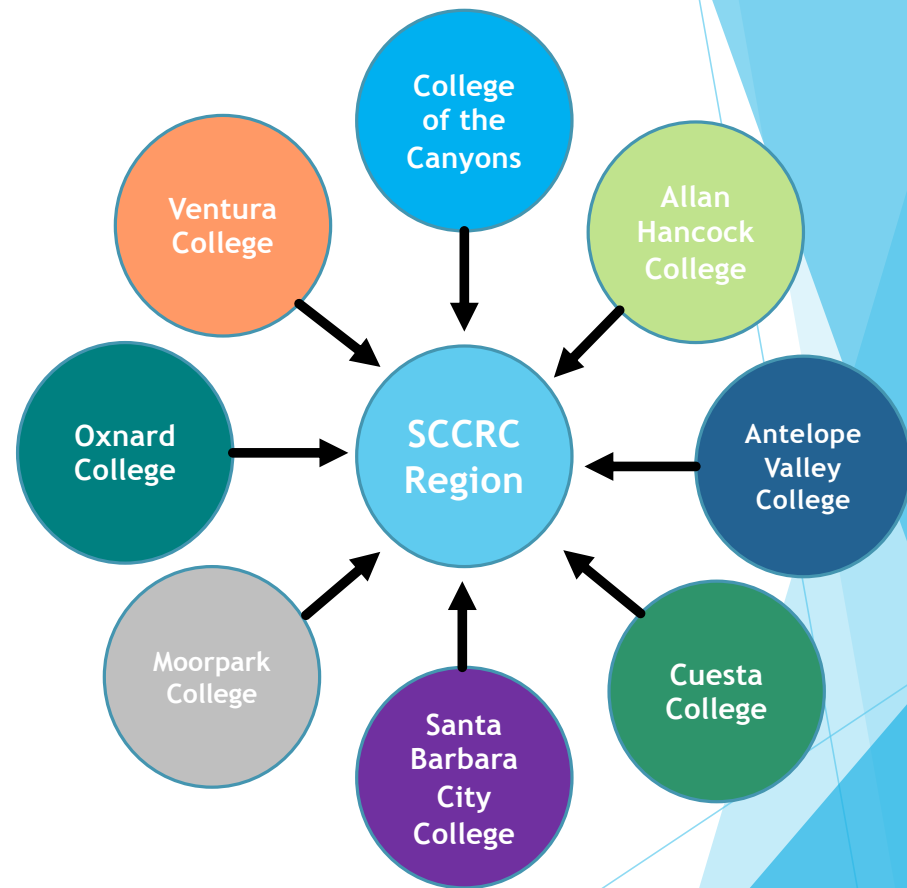 College
of the
Canyons
Ventura
College
Allan
Hancock
College
Oxnard
College
SCCRC
Region
Antelope
Valley
College
Moorpark
College
Cuesta
College
Santa
Barbara
City
College